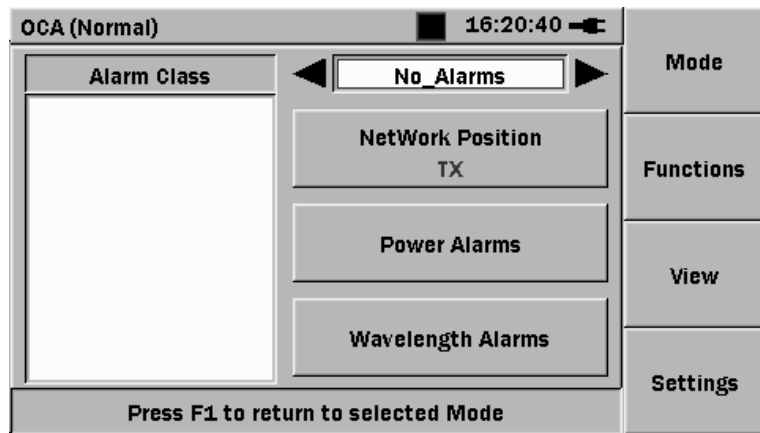 OCA (Normal)
16:20:40
Alarm Class
No_Alarms
NetWork Position
TX
Power Alarms
Wavelength Alarms
Press F1 to return to selected Mode
Mode
Functions
View
Settings